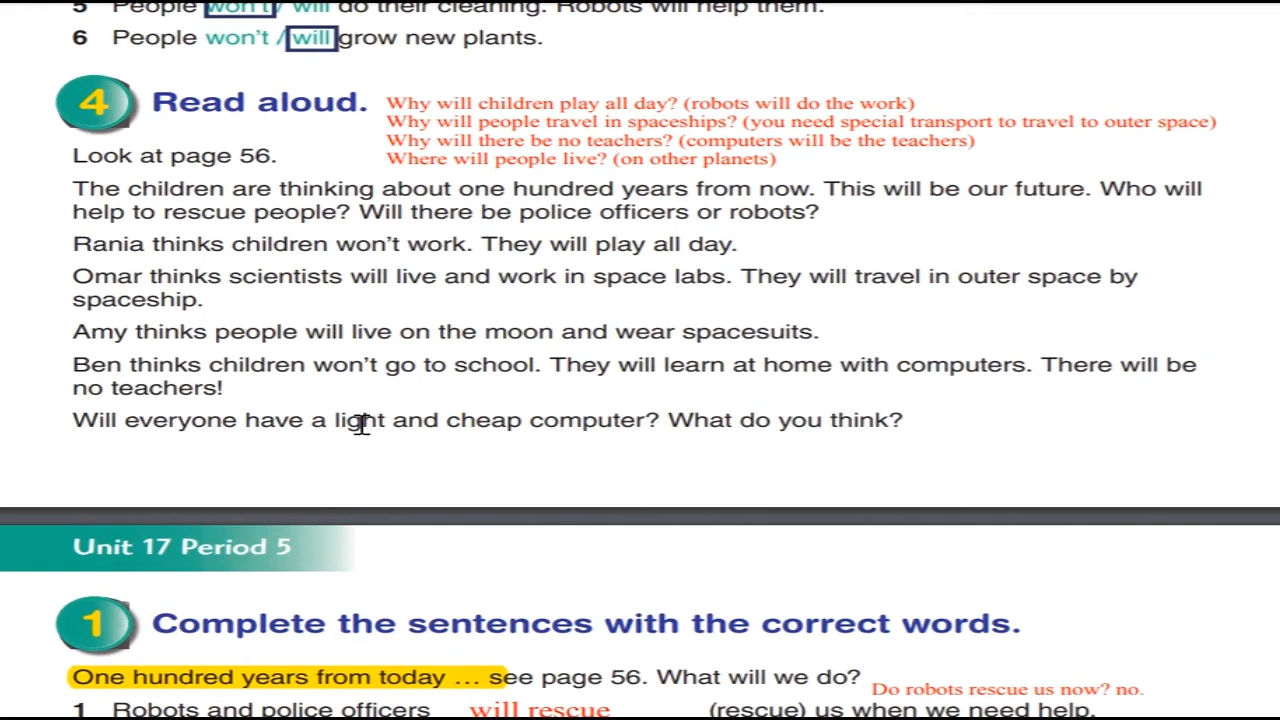 5 People won't / will do their cleaning. Robots will help them.
6 People won't / will grow new plants.
4 Read aloud.
Why will children play all day? (robots will do the work)
Why will people travel in spaceships? (you need special transport to travel to outer space)
Why will there be no teachers? (computers will be the teachers)
Where will people live? (on other planets)
Look at page 56.
The children are thinking about one hundred years from now. This will be our future. Who will
help to rescue people? Will there be police officers or robots?
Rania thinks children won't work. They will play all day.
Omar thinks scientists will live and work in space labs. They will travel in outer space by
spaceship.
Amy thinks people will live on the moon and wear spacesuits.
Ben thinks children won't go to school. They will learn at home with computers. There will be
no teachers!
Will everyone have a light and cheap computer? What do you think?
Unit 17 Period 5
1 Complete the sentences with the correct words.
One hundred years from today … see page 56. What will we do?
Do robots rescue us now? no.
1 Robots and police officers will rescue (rescue) us when we need help.